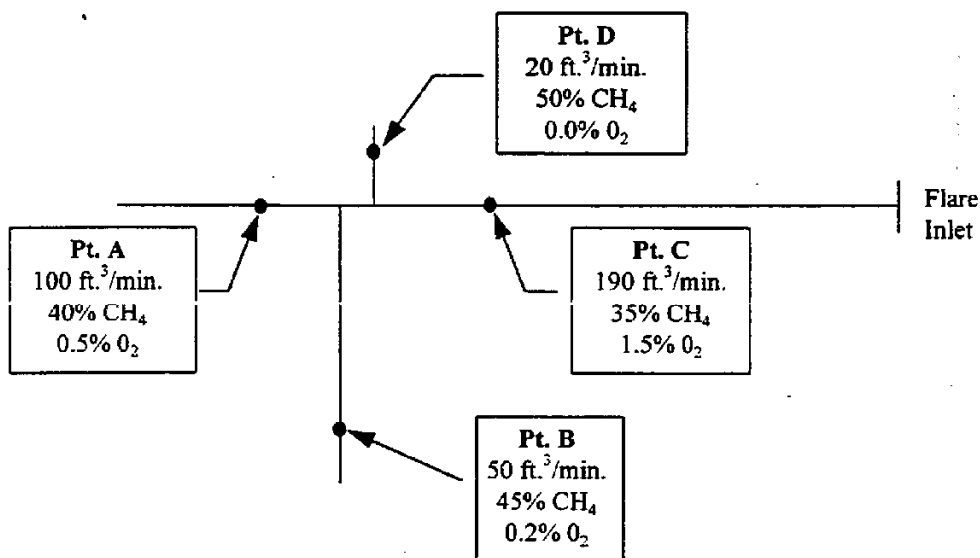 Pt. D
20 ft.³/min.
50% CH₄
0.0% 0₂
Flare
Inlet
Pt. A
100 ft.³/min.
40% CH₄
0.5% 0₂
Pt. C
190 ft.³/min.
35% CH₄
1.5% 0₂
Pt. B
50 ft.³/min.
45% CH₄
0.2% 0₂